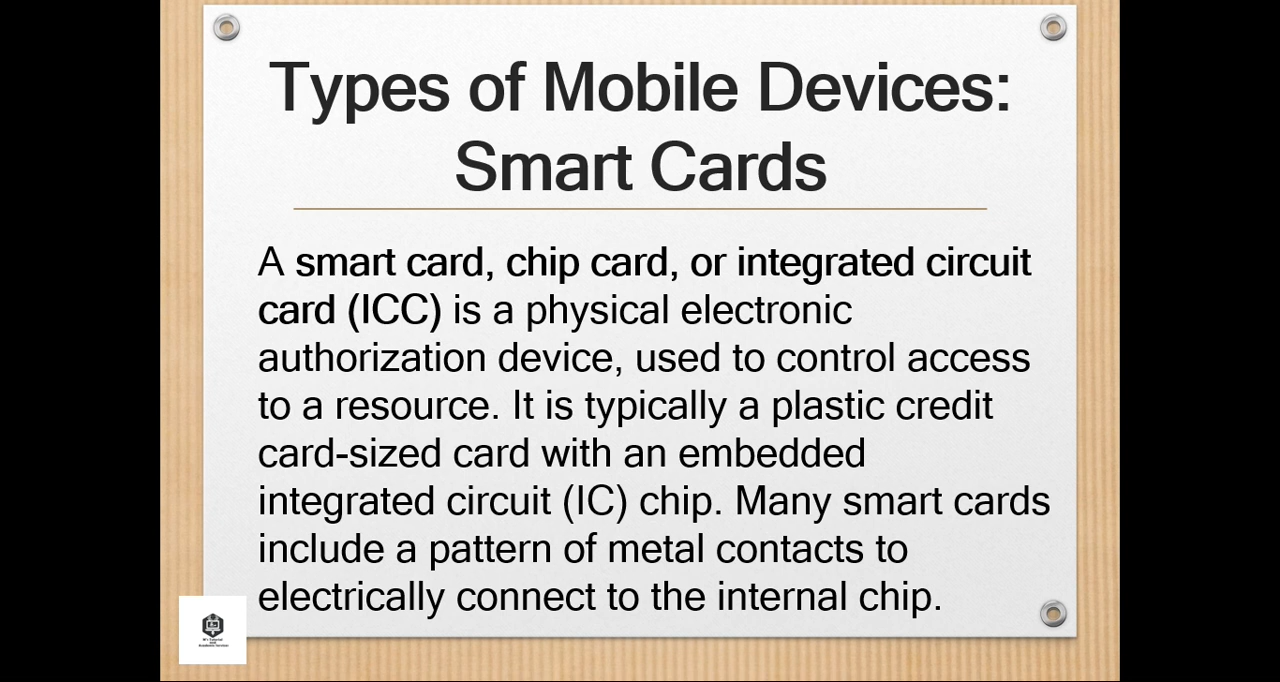 Types of Mobile Devices:
Smart Cards
A smart card, chip card, or integrated circuit
card (ICC) is a physical electronic
authorization device, used to control access
to a resource. It is typically a plastic credit
card-sized card with an embedded
integrated circuit (IC) chip. Many smart cards
include a pattern of metal contacts to
electrically connect to the internal chip.